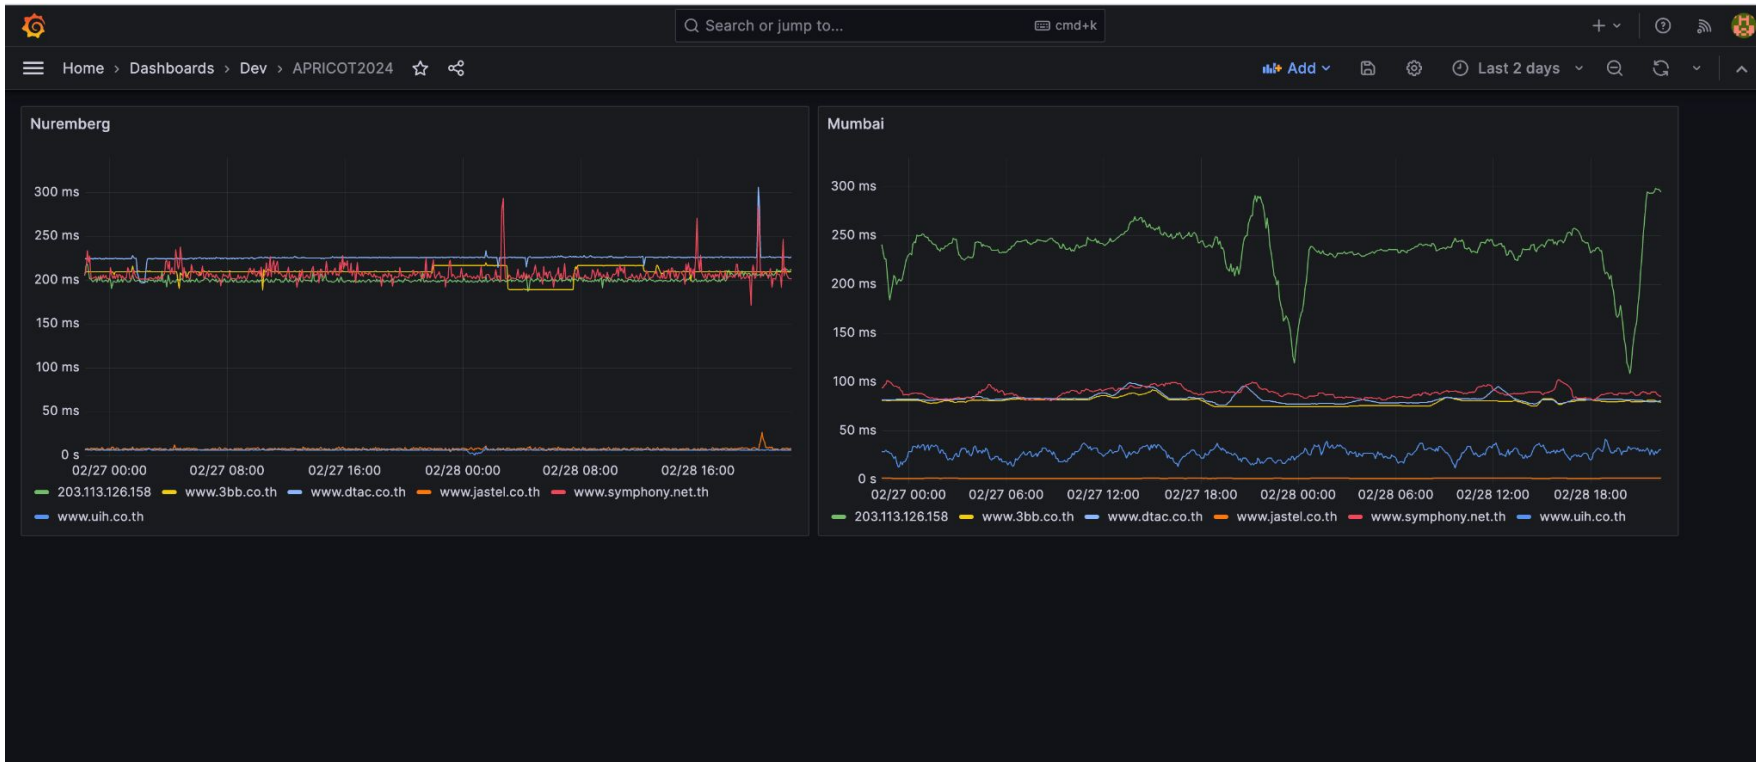 Search or jump to... cmd+k
Home > Dashboards > Dev > APRICOT2024 Add Last 2 days
Nuremberg
300 ms
250 ms
200 ms
150 ms
100 ms
50 ms
0 s
02/27 00:00 02/27 08:00 02/27 16:00 02/28 00:00 02/28 08:00 02/28 16:00
203.113.126.158 www.3bb.co.th www.dtac.co.th www.jastel.co.th www.symphony.net.th
www.uih.co.th
Mumbai
300 ms
250 ms
200 ms
150 ms
100 ms
50 ms
0 s
02/27 00:00 02/27 06:00 02/27 12:00 02/27 18:00 02/28 00:00 02/28 06:00 02/28 12:00 02/28 18:00
203.113.126.158 www.3bb.co.th www.dtac.co.th www.jastel.co.th www.symphony.net.th www.uih.co.th